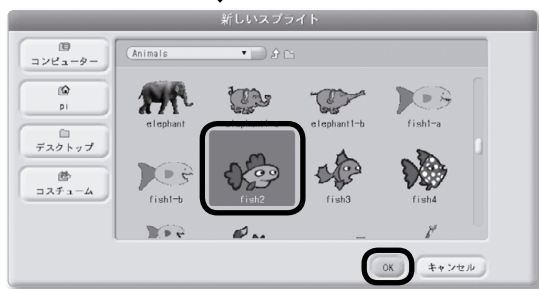 新しいスプライト
コンピューター
pi
デスクトップ
コスチューム
Animals
elephant
elephant1-b
fish1-a
fish1-b
fish2
fish3
fish4
OK
キャンセル